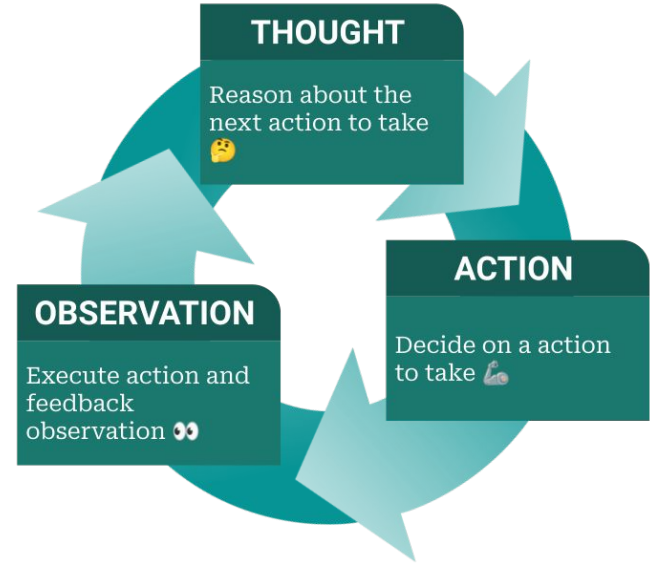 THOUGHT
Reason about the
next action to take
🤔
ACTION
Decide on a action
to take 🦾
OBSERVATION
Execute action and
feedback
observation 👀